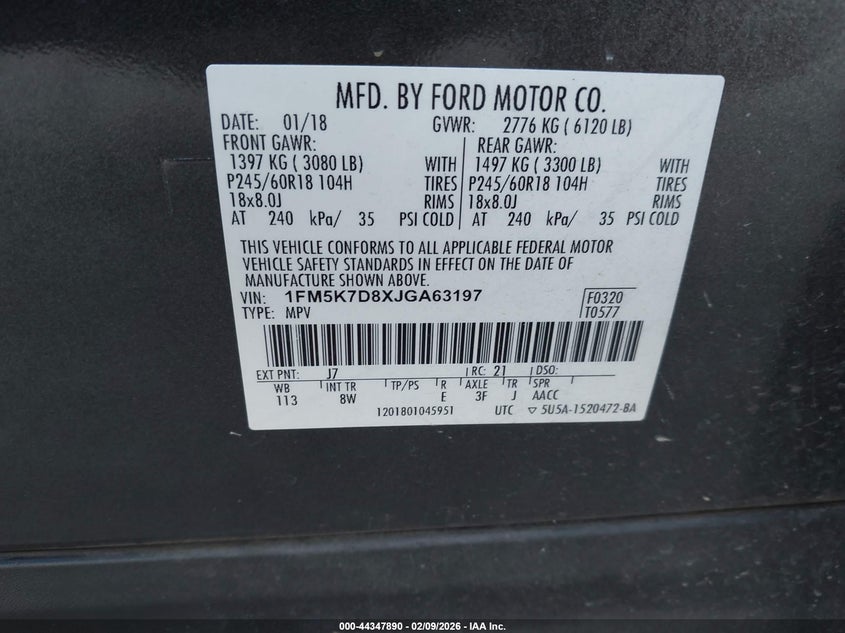 MFD. BY FORD MOTOR CO.
DATE: 01/18 GVWR: 2776 KG ( 6120 LB)
FRONT GAWR: REAR GAWR:
1397 KG ( 3080 LB) WITH 1497 KG ( 3300 LB) WITH
P245/60R18 104H TIRES P245/60R18 104H TIRES
18x8.0J RIMS 18x8.0J RIMS
AT 240 kPa/ 35 PSI COLD AT 240 kPa/ 35 PSI COLD
THIS VEHICLE CONFORMS TO ALL APPLICABLE FEDERAL MOTOR
VEHICLE SAFETY STANDARDS IN EFFECT ON THE DATE OF
MANUFACTURE SHOWN ABOVE.
VIN: 1FM5K7D8XJGA63197 F0320
TYPE: MPV T0577
EXT PNT: J7 RC: 21 DSO:
WB INT TR TP/PS R AXLE TR SPR
113 8W E 3F J AACC
1201801045951 UTC ▽ 5U5A-1520472-BA
000-44347890 - 02/09/2026 - IAA Inc.